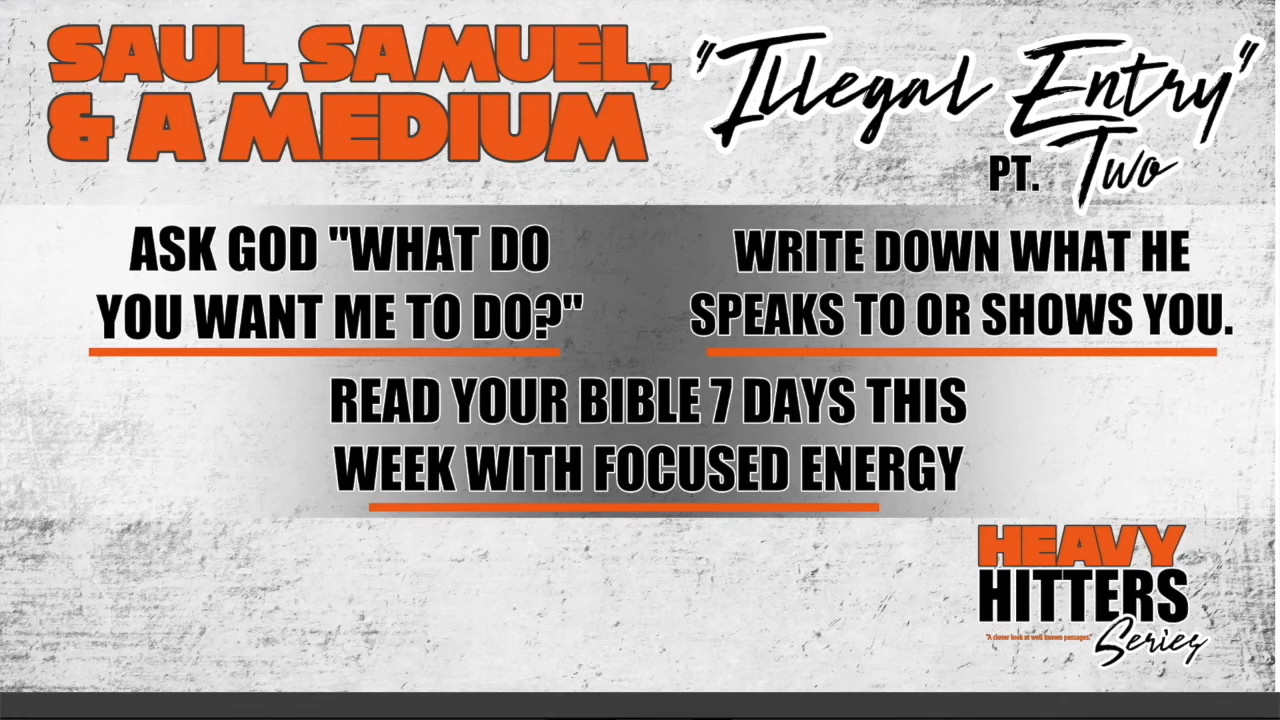 SAUL, SAMUEL,
& A MEDIUM
"Illegal Entry"
PT. Two
ASK GOD "WHAT DO
YOU WANT ME TO DO?"
WRITE DOWN WHAT HE
SPEAKS TO OR SHOWS YOU.
READ YOUR BIBLE 7 DAYS THIS
WEEK WITH FOCUSED ENERGY
HEAVY
HITTERS
"A closer look at well known passages."
Series